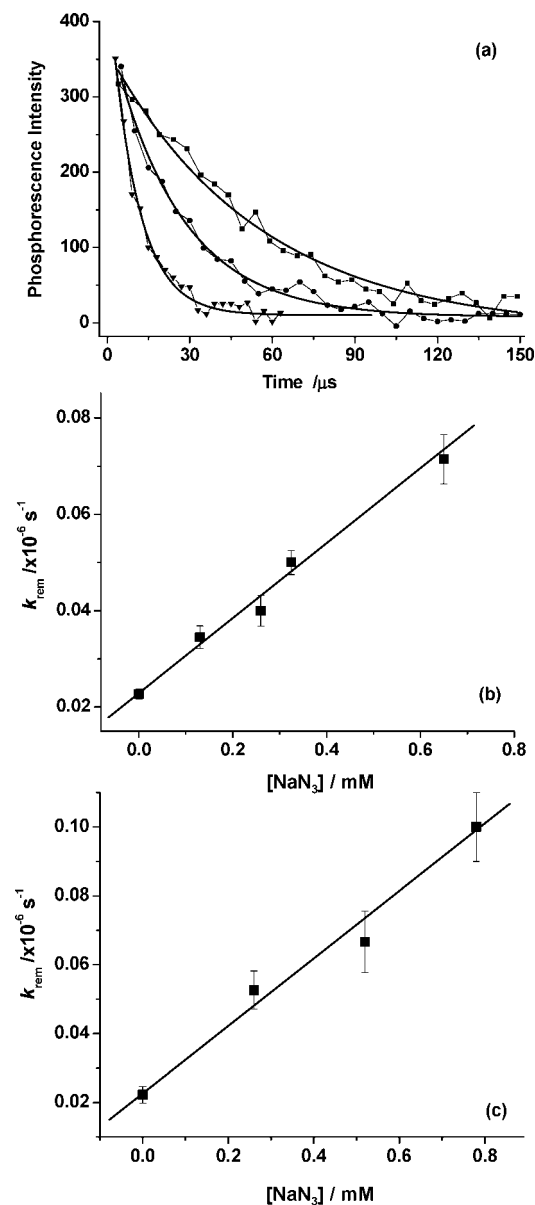 (a)
Phosphorescence Intensity
400
300
200
100
0
0 30 60 90 120 150
Time /μs
(b)
k_rem /x10⁻⁶ s⁻¹
0.08
0.06
0.04
0.02
0.0 0.2 0.4 0.6 0.8
[NaN₃] / mM
(c)
k_rem /x10⁻⁶ s⁻¹
0.10
0.08
0.06
0.04
0.02
0.0 0.2 0.4 0.6 0.8
[NaN₃] / mM